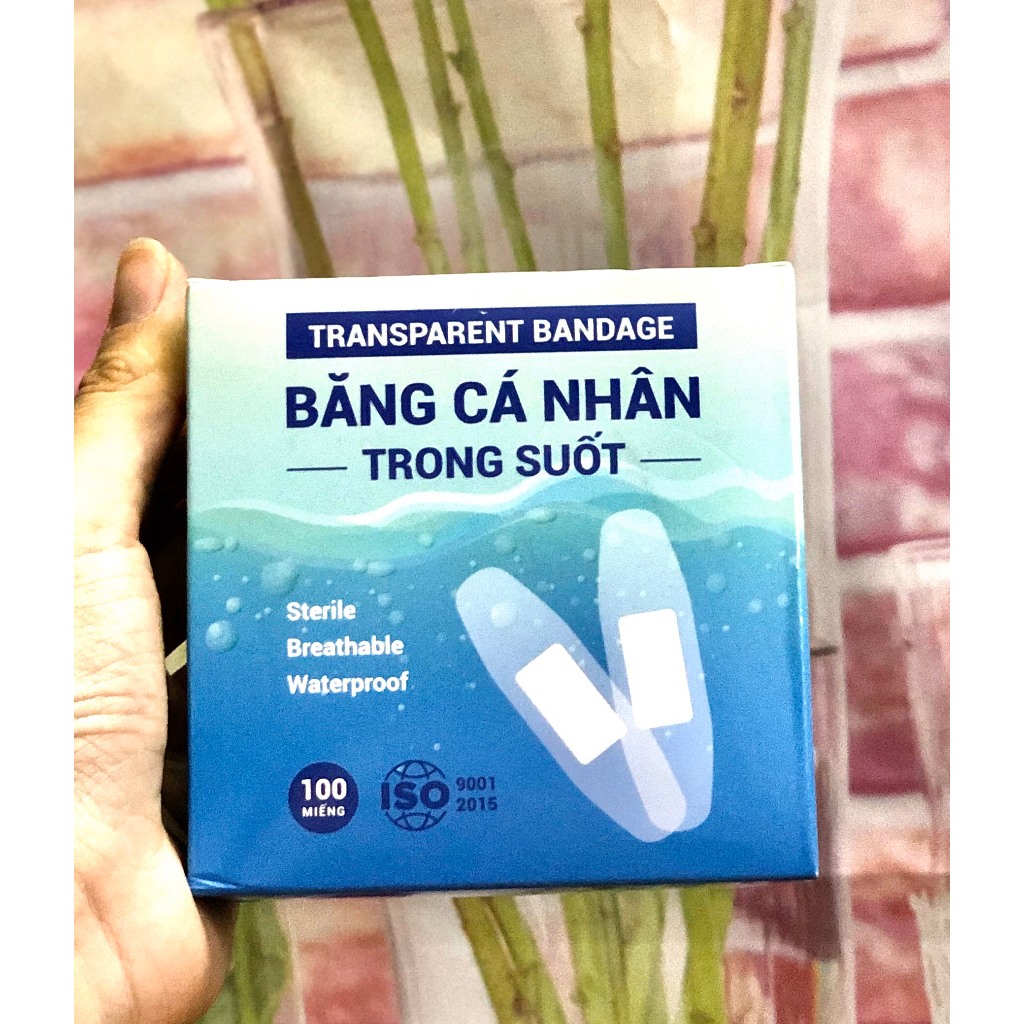 TRANSPARENT BANDAGE
BĂNG CÁ NHÂN
TRONG SUỐT
Sterile
Breathable
Waterproof
100
MIẾNG
ISO
9001
2015